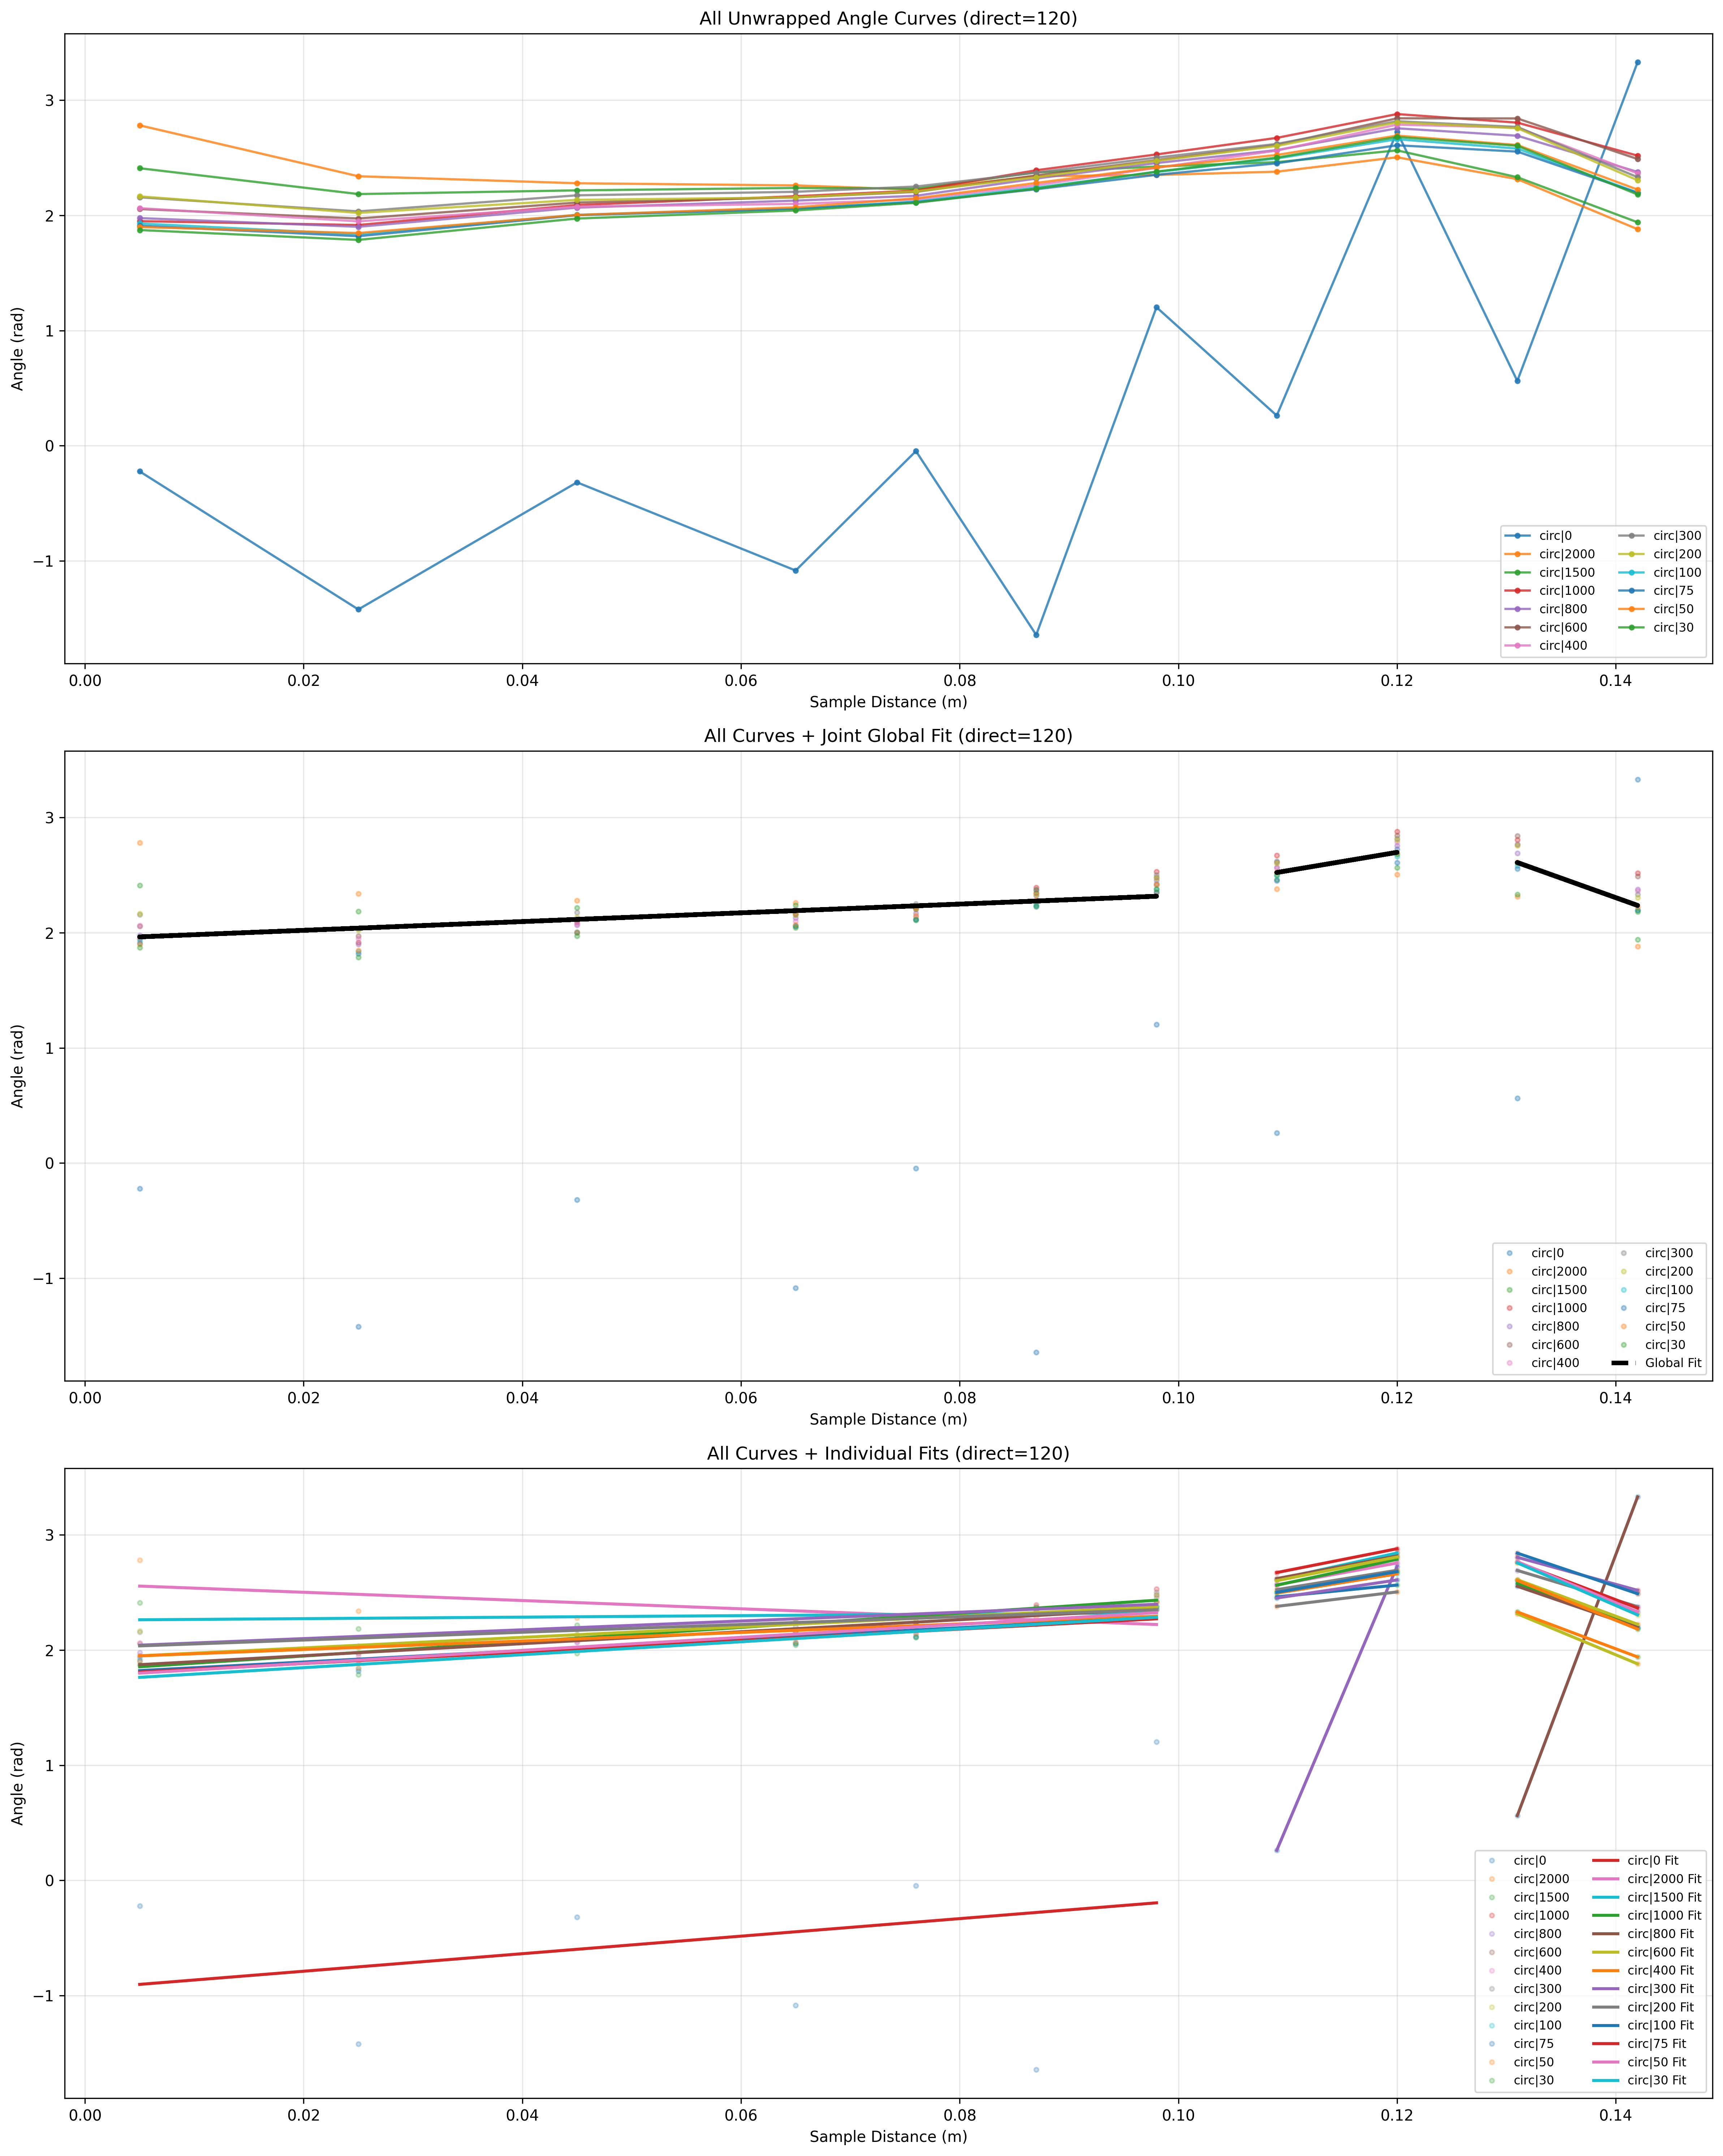 All Unwrapped Angle Curves (direct=120)
3
2
1
0
−1
Angle (rad)
circ|0
circ|2000
circ|1500
circ|1000
circ|800
circ|600
circ|400
circ|300
circ|200
circ|100
circ|75
circ|50
circ|30
0.00
0.02
0.04
0.06
0.08
0.10
0.12
0.14
Sample Distance (m)
All Curves + Joint Global Fit (direct=120)
3
2
1
0
−1
Angle (rad)
circ|0
circ|2000
circ|1500
circ|1000
circ|800
circ|600
circ|400
circ|300
circ|200
circ|100
circ|75
circ|50
circ|30
Global Fit
0.00
0.02
0.04
0.06
0.08
0.10
0.12
0.14
Sample Distance (m)
All Curves + Individual Fits (direct=120)
3
2
1
0
−1
Angle (rad)
circ|0
circ|2000
circ|1500
circ|1000
circ|800
circ|600
circ|400
circ|300
circ|200
circ|100
circ|75
circ|50
circ|30
circ|0 Fit
circ|2000 Fit
circ|1500 Fit
circ|1000 Fit
circ|800 Fit
circ|600 Fit
circ|400 Fit
circ|300 Fit
circ|200 Fit
circ|100 Fit
circ|75 Fit
circ|50 Fit
circ|30 Fit
0.00
0.02
0.04
0.06
0.08
0.10
0.12
0.14
Sample Distance (m)